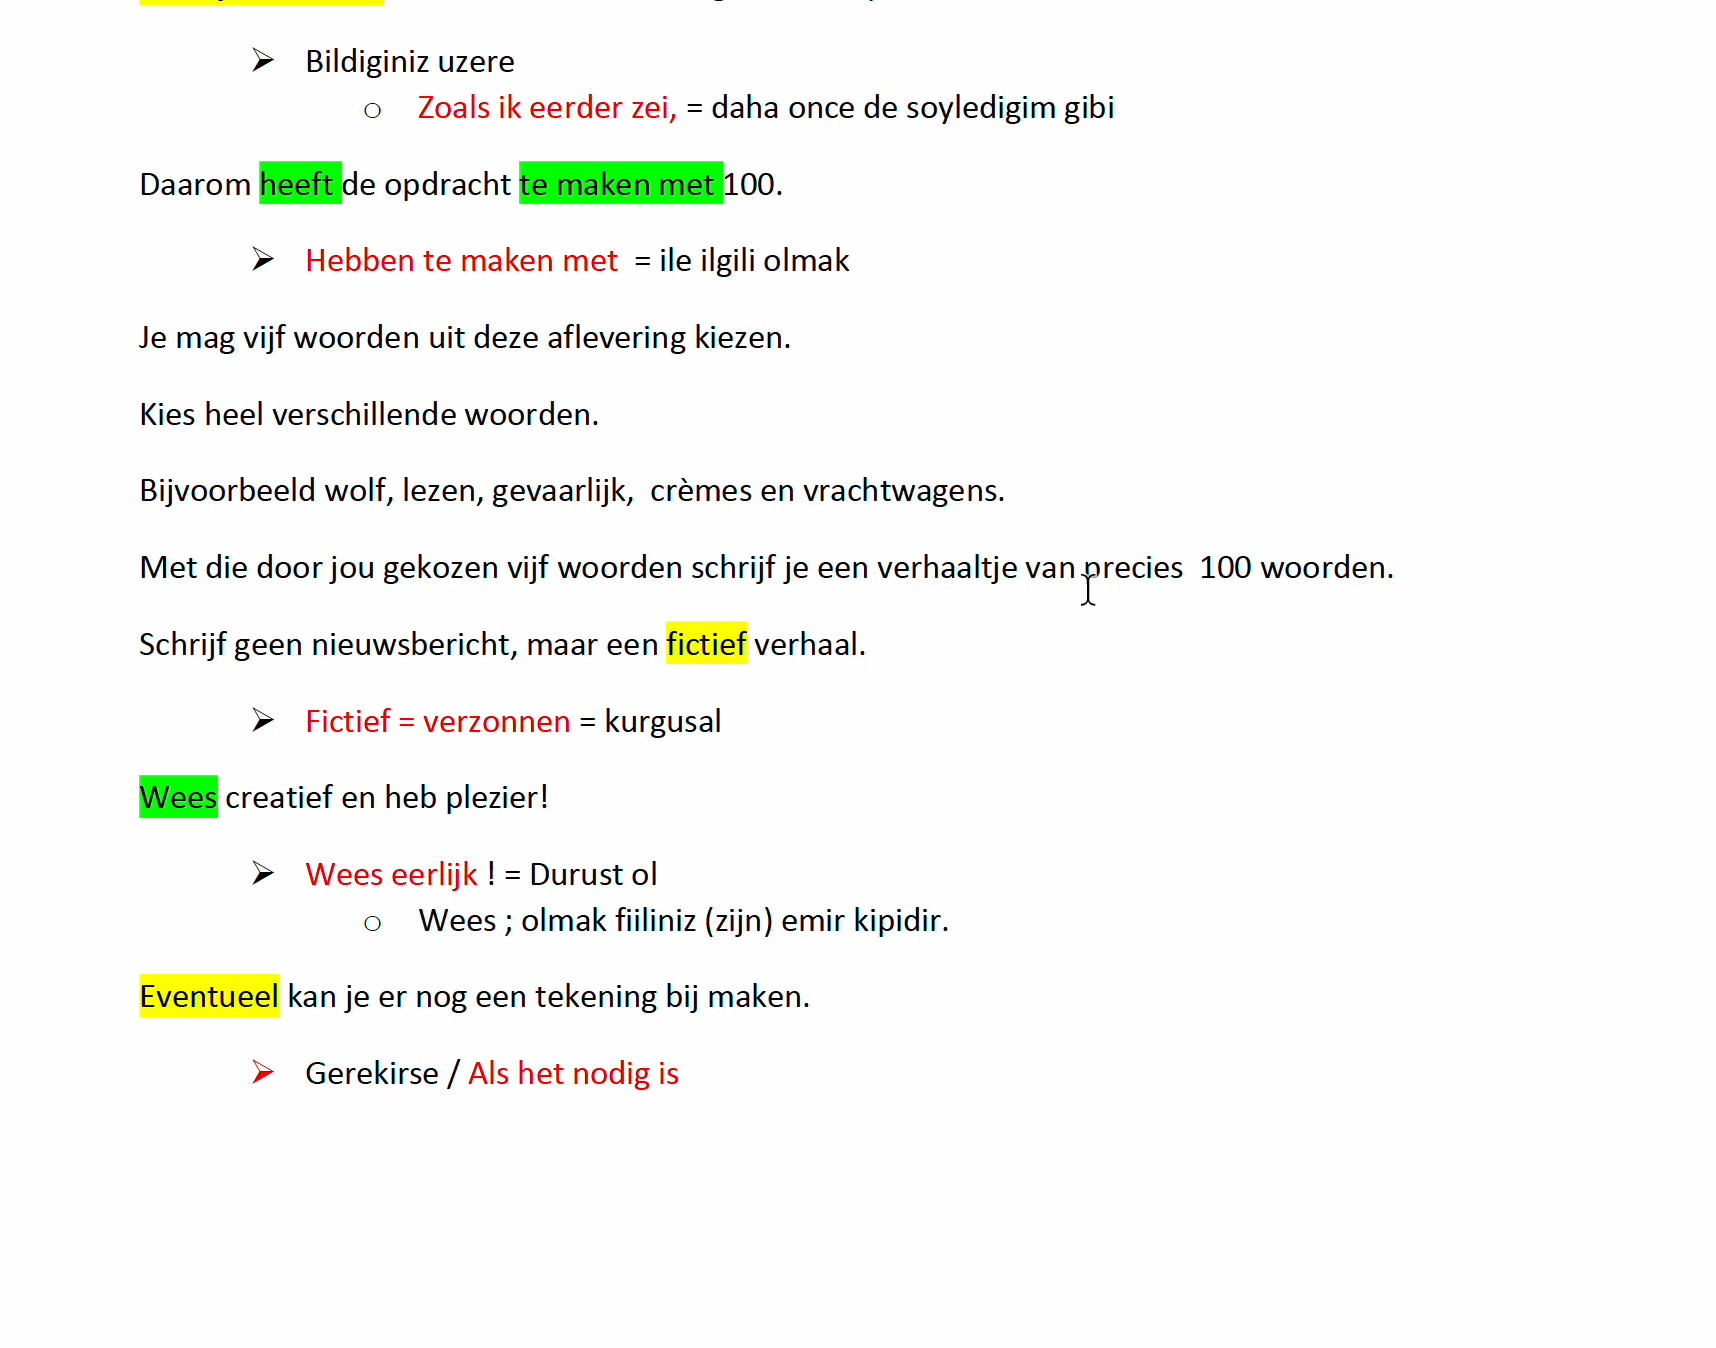 Bildiginiz uzere
Zoals ik eerder zei, = daha once de soyledigim gibi
Daarom heeft de opdracht te maken met 100.
Hebben te maken met = ile ilgili olmak
Je mag vijf woorden uit deze aflevering kiezen.
Kies heel verschillende woorden.
Bijvoorbeeld wolf, lezen, gevaarlijk, crèmes en vrachtwagens.
Met die door jou gekozen vijf woorden schrijf je een verhaaltje van precies 100 woorden.
Schrijf geen nieuwsbericht, maar een fictief verhaal.
Fictief = verzonnen = kurgusal
Wees creatief en heb plezier!
Wees eerlijk ! = Durust ol
Wees ; olmak fiiliniz (zijn) emir kipidir.
Eventueel kan je er nog een tekening bij maken.
Gerekirse / Als het nodig is